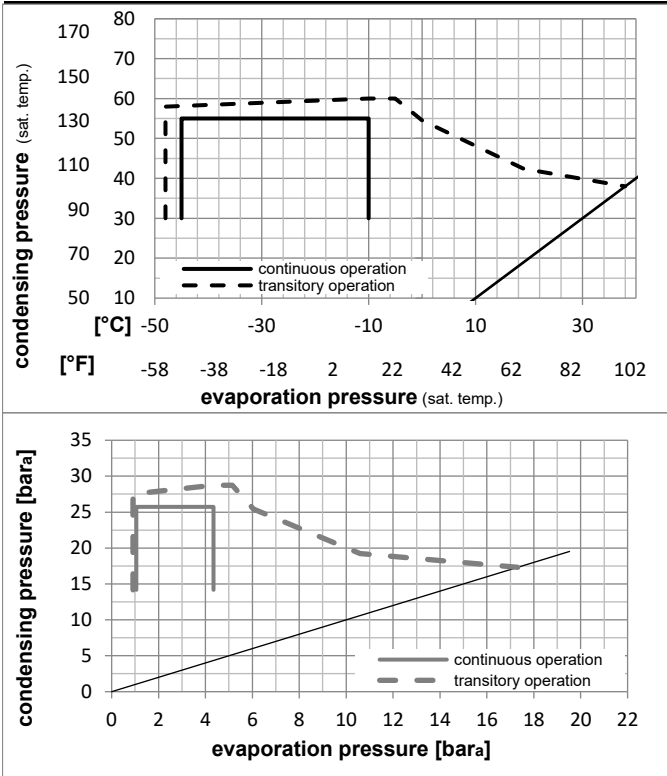 condensing pressure (sat. temp.)
170 80
150 70
60
130 50
110 40
90 30
70 20
50 10
continuous operation
transitory operation
[°C] -50 -30 -10 10 30
[°F] -58 -38 -18 2 22 42 62 82 102
evaporation pressure (sat. temp.)
condensing pressure [bara]
35
30
25
20
15
10
5
0
continuous operation
transitory operation
0 2 4 6 8 10 12 14 16 18 20 22
evaporation pressure [bara]